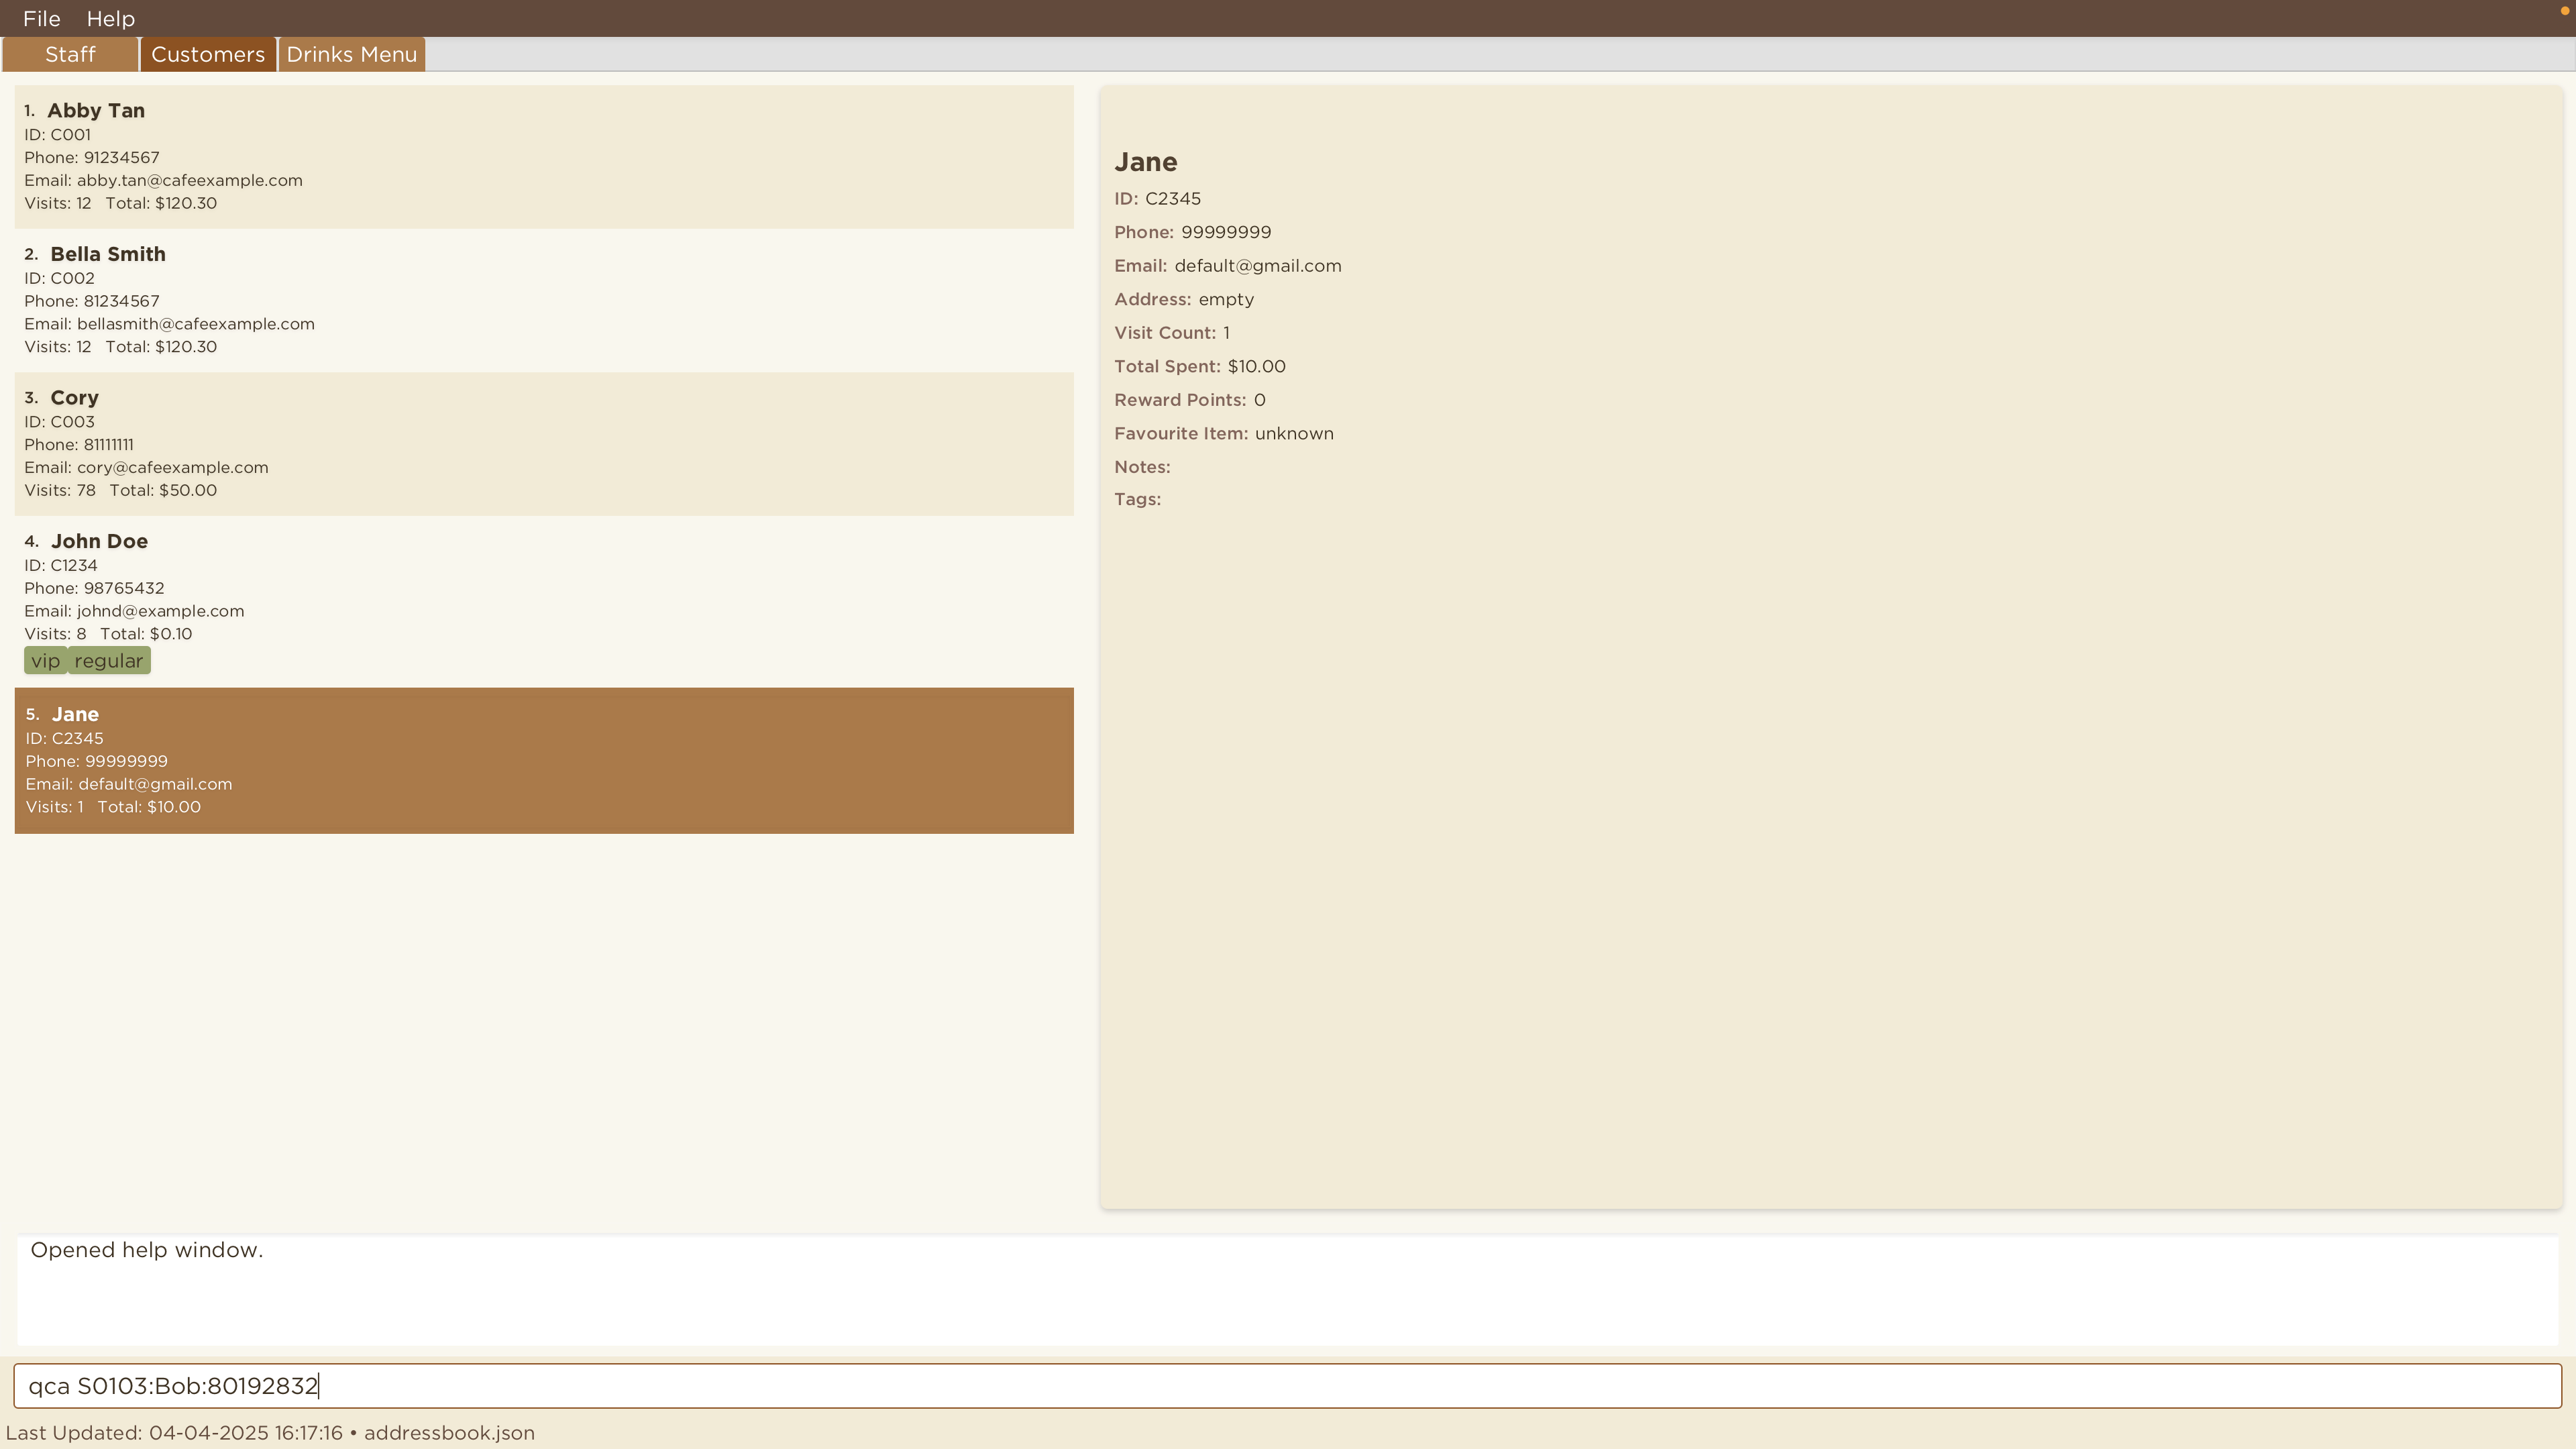 File Help
Staff Customers Drinks Menu
1. Abby Tan
ID: C001
Phone: 91234567
Email: abby.tan@cafeexample.com
Visits: 12 Total: $120.30
2. Bella Smith
ID: C002
Phone: 81234567
Email: bellasmith@cafeexample.com
Visits: 12 Total: $120.30
3. Cory
ID: C003
Phone: 81111111
Email: cory@cafeexample.com
Visits: 78 Total: $50.00
4. John Doe
ID: C1234
Phone: 98765432
Email: johnd@example.com
Visits: 8 Total: $0.10
vip regular
5. Jane
ID: C2345
Phone: 99999999
Email: default@gmail.com
Visits: 1 Total: $10.00
Jane
ID: C2345
Phone: 99999999
Email: default@gmail.com
Address: empty
Visit Count: 1
Total Spent: $10.00
Reward Points: 0
Favourite Item: unknown
Notes:
Tags:
Opened help window.
qca S0103:Bob:80192832
Last Updated: 04-04-2025 16:17:16 • addressbook.json